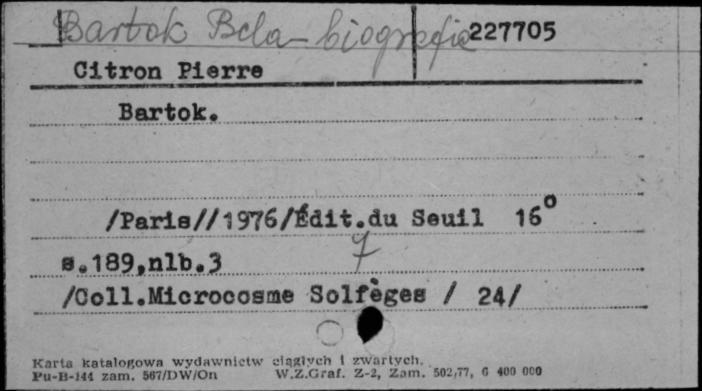 Bartok Bela - biografie 227705
Citron Pierre
Bartok.
/Paris//1976/Édit.du Seuil 16°
s.189,nlb.3 7
/Coll.Microcosme Solfèges / 24/
Karta katalogowa wydawnictw ciągłych i zwartych.
Pu-B-144 zam. 567/DW/On W.Z.Graf. Z-2, Zam. 502,77, 6 400 000